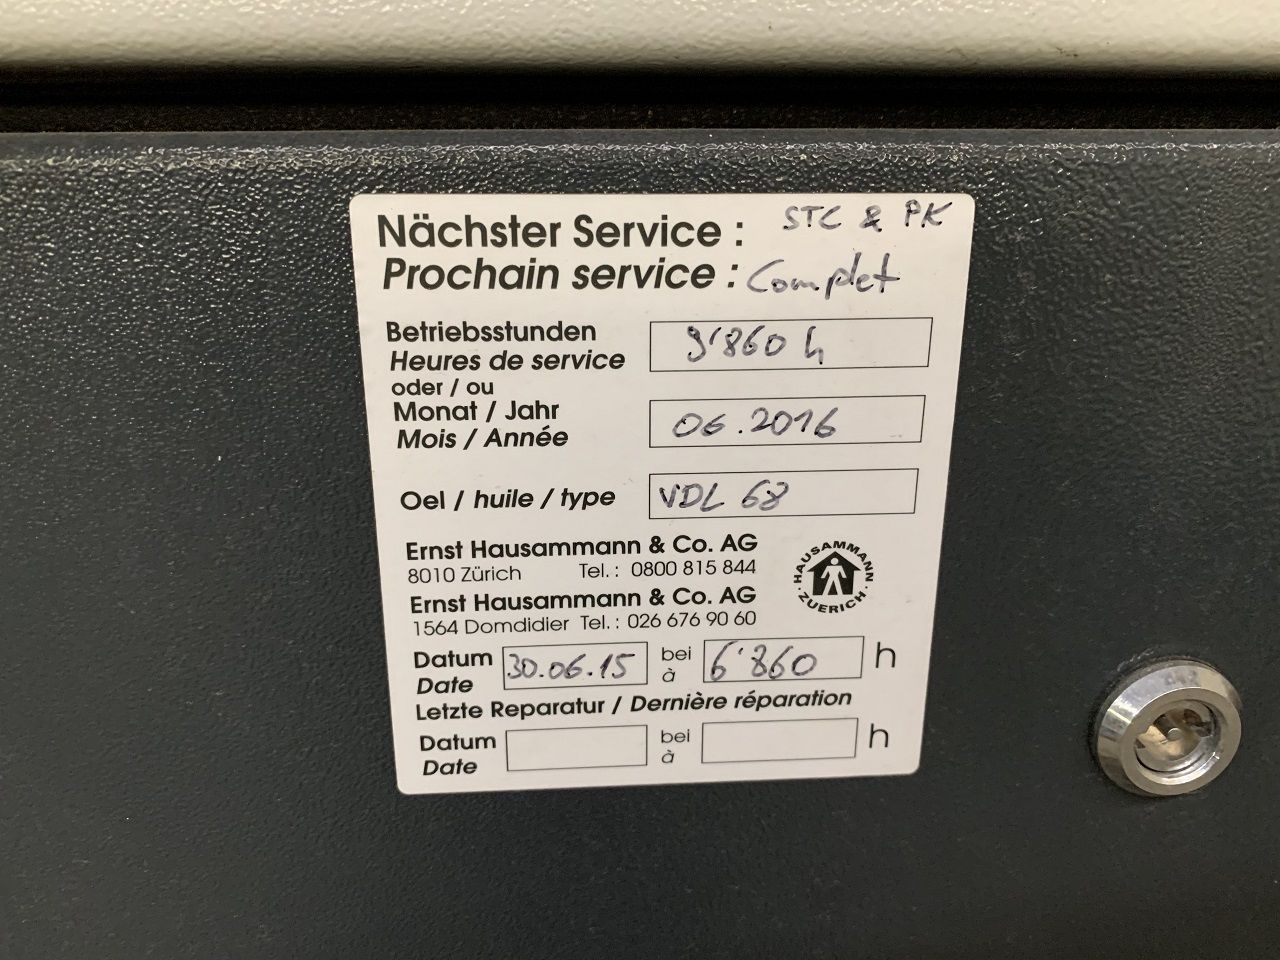 Nächster Service : STC & PK
Prochain service : Complet
Betriebsstunden
Heures de service
9'860 h
oder / ou
Monat / Jahr
Mois / Année
06.2016
Oel / huile / type VDL 68
Ernst Hausammann & Co. AG
8010 Zürich Tel.: 0800 815 844
Ernst Hausammann & Co. AG
1564 Domdidier Tel.: 026 676 90 60
HAUSAMMANN
ZUERICH
Datum
Date
30.06.15
bei
à
6'860 h
Letzte Reparatur / Dernière réparation
Datum
Date
bei
à
h